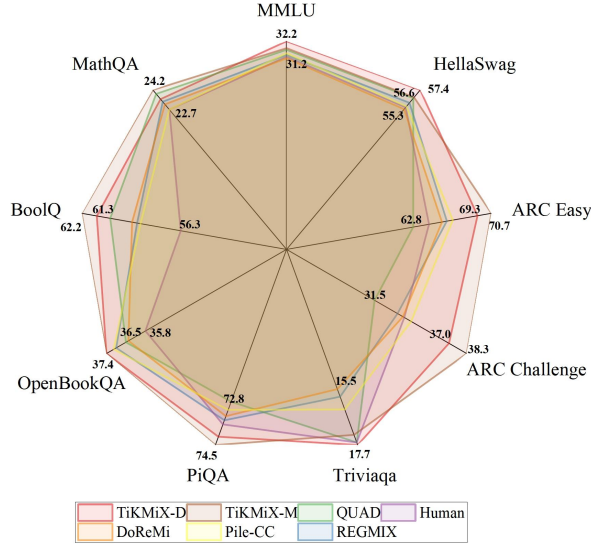 MMLU
32.2
MathQA
31.2
HellaSwag
24.2
56.6
57.4
22.7
55.3
BoolQ
61.3
62.2
56.3
62.8
69.3
ARC Easy
70.7
31.5
36.5
35.8
37.0
37.4
38.3
OpenBookQA
ARC Challenge
15.5
72.8
74.5
17.7
PiQA
Triviaqa
TiKMiX-D TiKMiX-M QUAD Human
DoReMi Pile-CC REGMIX